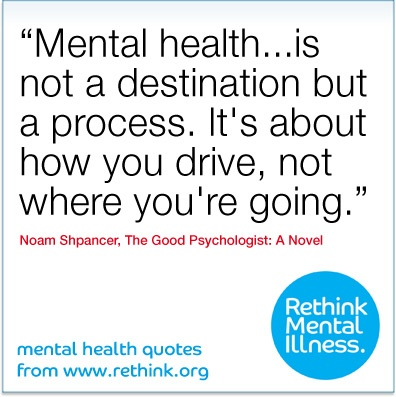 “Mental health...is
not a destination but
a process. It's about
how you drive, not
where you're going.”
Noam Shpancer, The Good Psychologist: A Novel
Rethink
Mental
Illness.
mental health quotes
from www.rethink.org